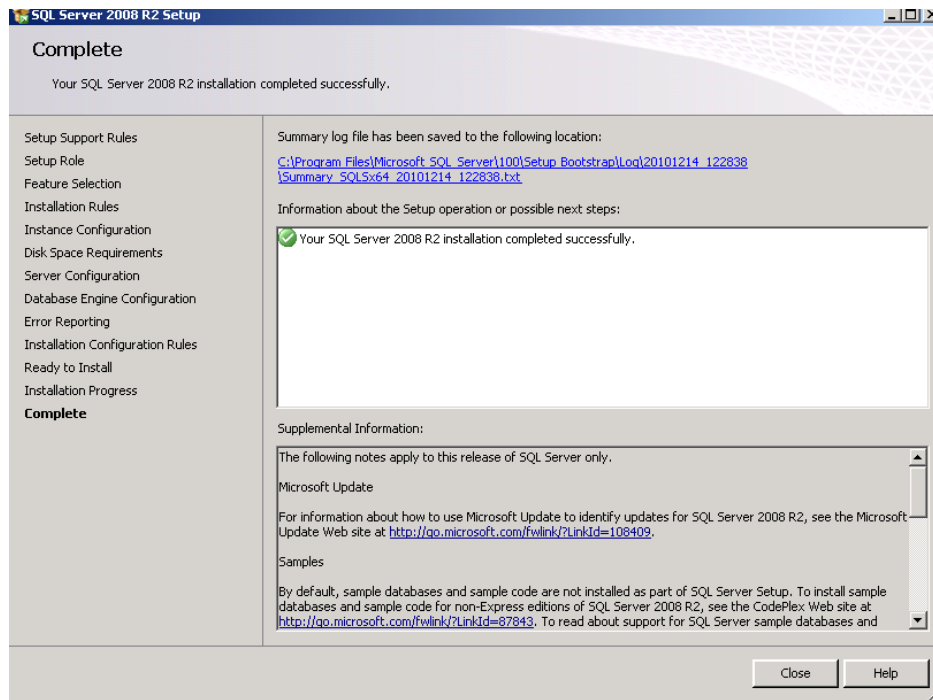 SQL Server 2008 R2 Setup
Complete
Your SQL Server 2008 R2 installation completed successfully.
Setup Support Rules
Setup Role
Feature Selection
Installation Rules
Instance Configuration
Disk Space Requirements
Server Configuration
Database Engine Configuration
Error Reporting
Installation Configuration Rules
Ready to Install
Installation Progress
Complete
Summary log file has been saved to the following location:
C:\Program Files\Microsoft SQL Server\100\Setup Bootstrap\Log\20101214_122838
\Summary_SQLSx64_20101214_122838.txt
Information about the Setup operation or possible next steps:
Your SQL Server 2008 R2 installation completed successfully.
Supplemental Information:
The following notes apply to this release of SQL Server only.
Microsoft Update
For information about how to use Microsoft Update to identify updates for SQL Server 2008 R2, see the Microsoft
Update Web site at http://go.microsoft.com/fwlink/?LinkId=108409.
Samples
By default, sample databases and sample code are not installed as part of SQL Server Setup. To install sample
databases and sample code for non-Express editions of SQL Server 2008 R2, see the CodePlex Web site at
http://go.microsoft.com/fwlink/?LinkId=87843. To read about support for SQL Server sample databases and
Close
Help